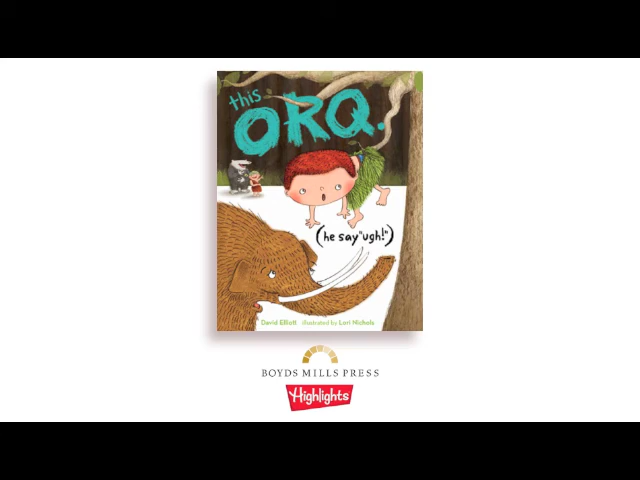 this
ORQ.
(he say "ugh!")
David Elliott illustrated by Lori Nichols
BOYDS MILLS PRESS
Highlights